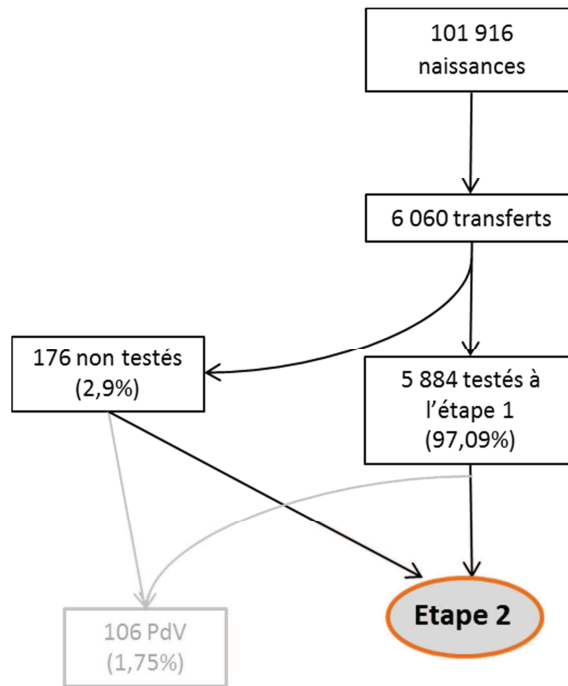 101 916
naissances
6 060 transferts
176 non testés
(2,9%)
5 884 testés à
l'étape 1
(97,09%)
106 PdV
(1,75%)
Etape 2